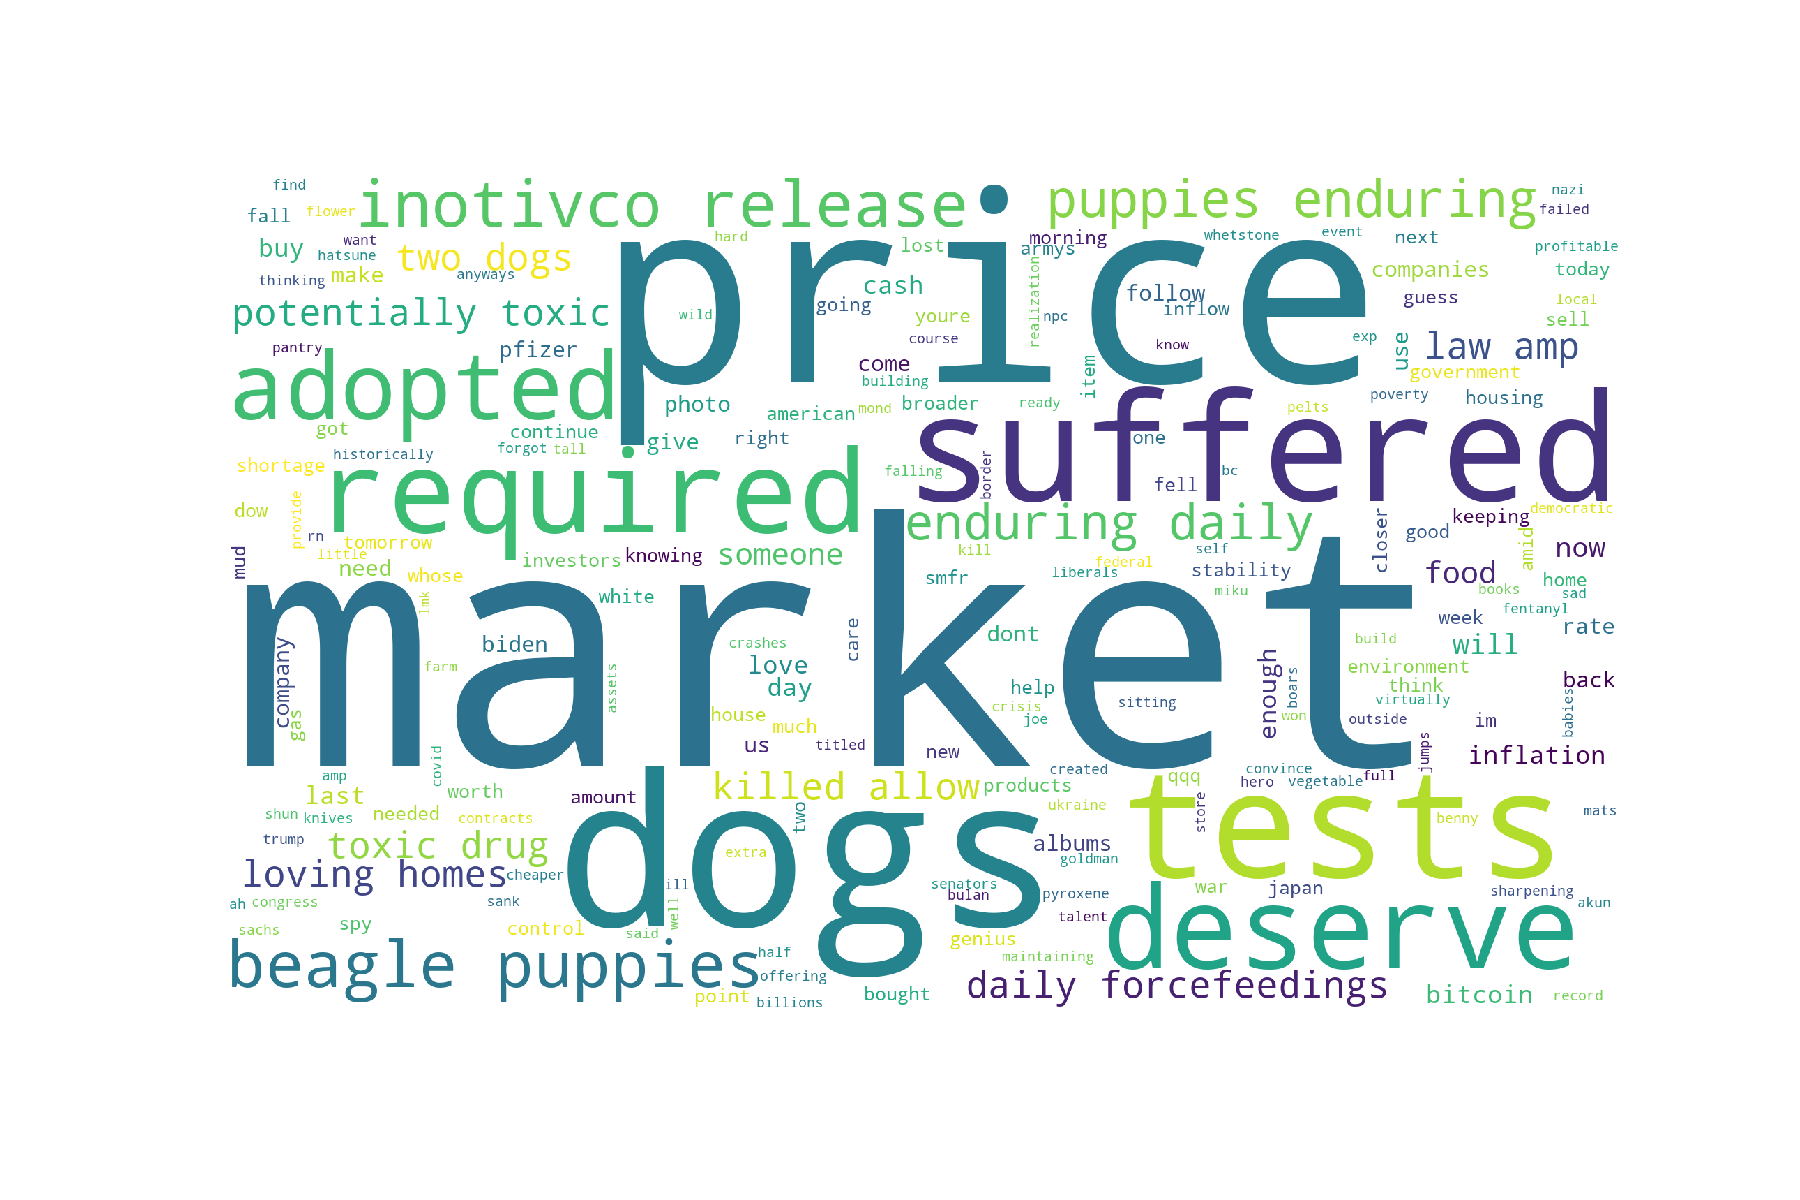 find
fall
flower
inotivco release
puppies enduring
nazi
failed
buy
want
hatsune
two dogs
anyways
thinking
make
price
hard
lost
cash
going
youre
realization
morning
armys
npc
whetstone
event
next
follow
inflow
know
companies
profitable
today
guess
local
sell
potentially toxic
pantry
pfizer
wild
course
come
building
item
exp
use
law amp
government
adopted
got
photo
american
mond
broader
ready
continue
forgot
tall
give
right
pelts
poverty
housing
suffered
one
bc
fell
border
falling
historically
shortage
required
dow
provide
rn
tomorrow
little
mud
need
whose
lmk
investors
knowing
someone
white
enduring daily
kill
federal
self
liberals
smfr
stability
miku
closer
good
keeping
democratic
amid
now
food
home
books
sad
fentanyl
market
company
gas
biden
farm
assets
crashes
love
day
care
house
much
us
titled
new
dont
help
crisis
joe
sitting
enough
boars
won
build
environment
think
virtually
outside
week
will
rate
back
babies
im
inflation
jumps
covid
amp
last
worth
amount
killed allow
products
created
ukraine
qqq
store
convince
hero
vegetable
full
shun
knives
needed
contracts
trump
toxic drug
two
extra
albums
goldman
tests
benny
mats
loving homes
cheaper
dogs
ill
well
senators
bulan
pyroxene
war
japan
sharpening
talent
akun
ah
congress
sank
sachs
spy
control
said
genius
maintaining
deserve
beagle puppies
half
offering
point
billions
bought
daily forcefeedings
bitcoin
record